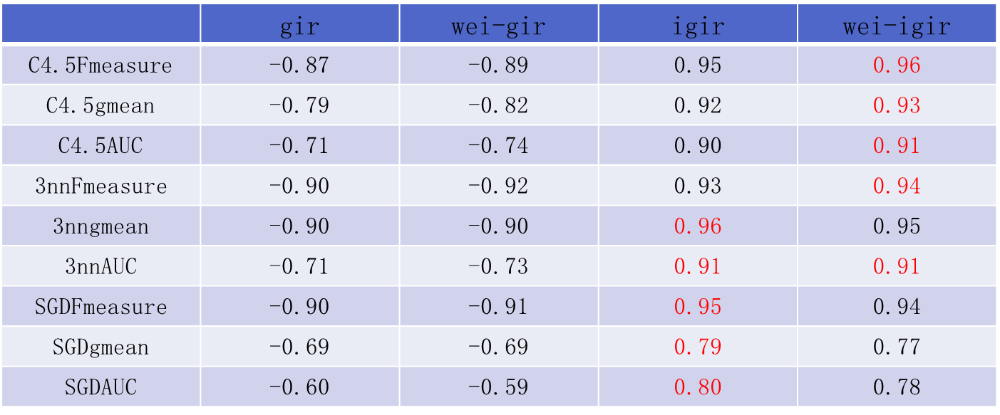 gir wei-gir igir wei-igir
C4.5Fmeasure -0.87 -0.89 0.95 0.96
C4.5gmean -0.79 -0.82 0.92 0.93
C4.5AUC -0.71 -0.74 0.90 0.91
3nnFmeasure -0.90 -0.92 0.93 0.94
3nngmean -0.90 -0.90 0.96 0.95
3nnAUC -0.71 -0.73 0.91 0.91
SGDFmeasure -0.90 -0.91 0.95 0.94
SGDgmean -0.69 -0.69 0.79 0.77
SGDAUC -0.60 -0.59 0.80 0.78